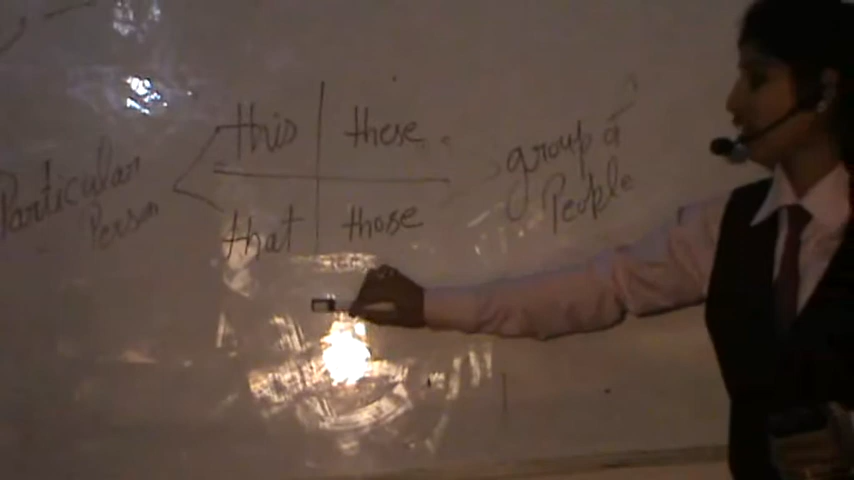 this these
that those
Particular
Person
group of
People